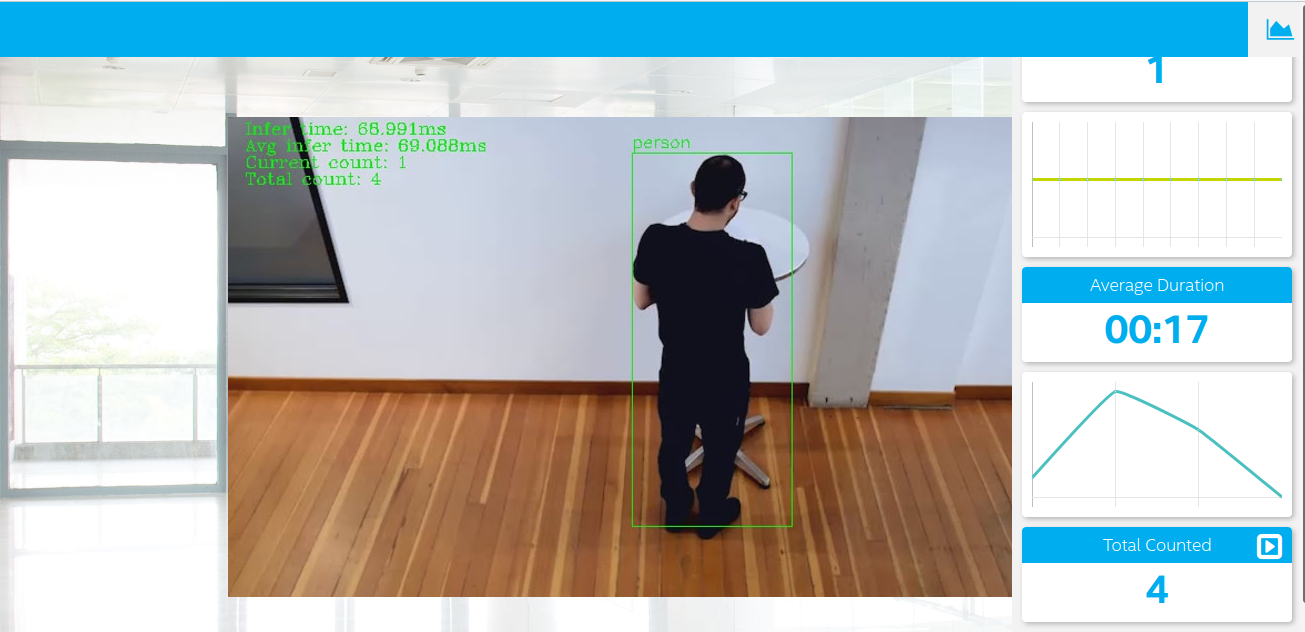 Infer time: 68.991ms
Avg infer time: 69.088ms
Current count: 1
Total count: 4
person
1
Average Duration
00:17
Total Counted
4